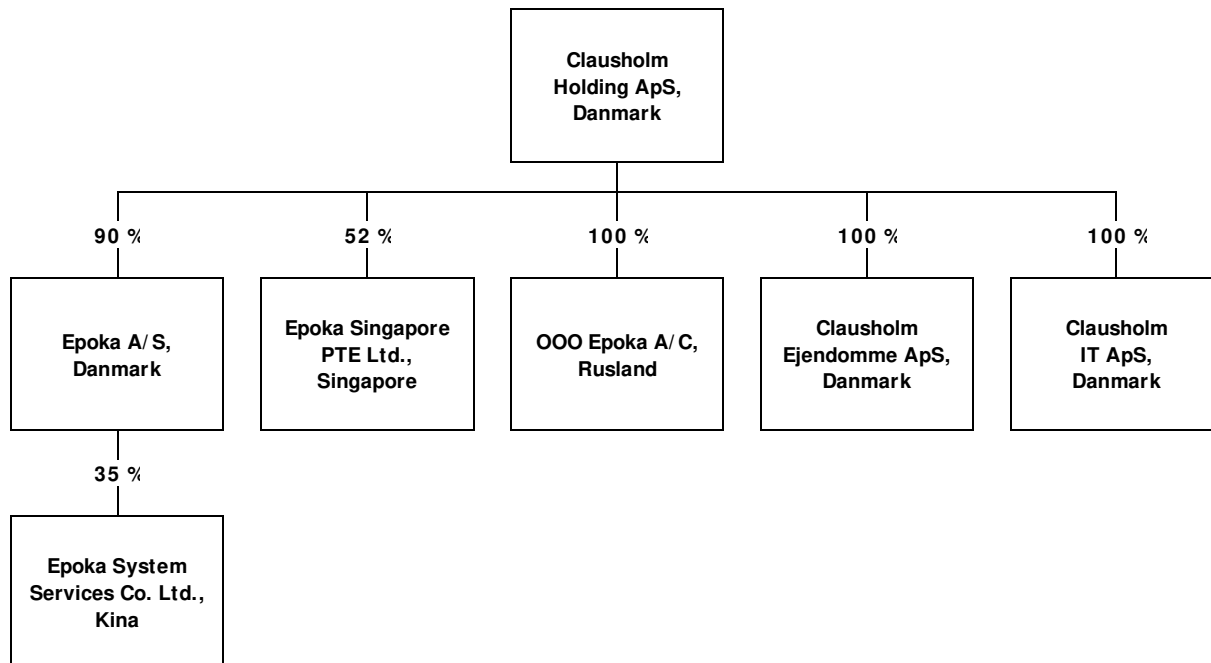 Clausholm
Holding ApS,
Danmark
90 %
52 %
100 %
100 %
100 %
Epoka A/S,
Danmark
Epoka Singapore
PTE Ltd.,
Singapore
OOO Epoka A/C,
Rusland
Clausholm
Ejendomme ApS,
Danmark
Clausholm
IT ApS,
Danmark
35 %
Epoka System
Services Co. Ltd.,
Kina